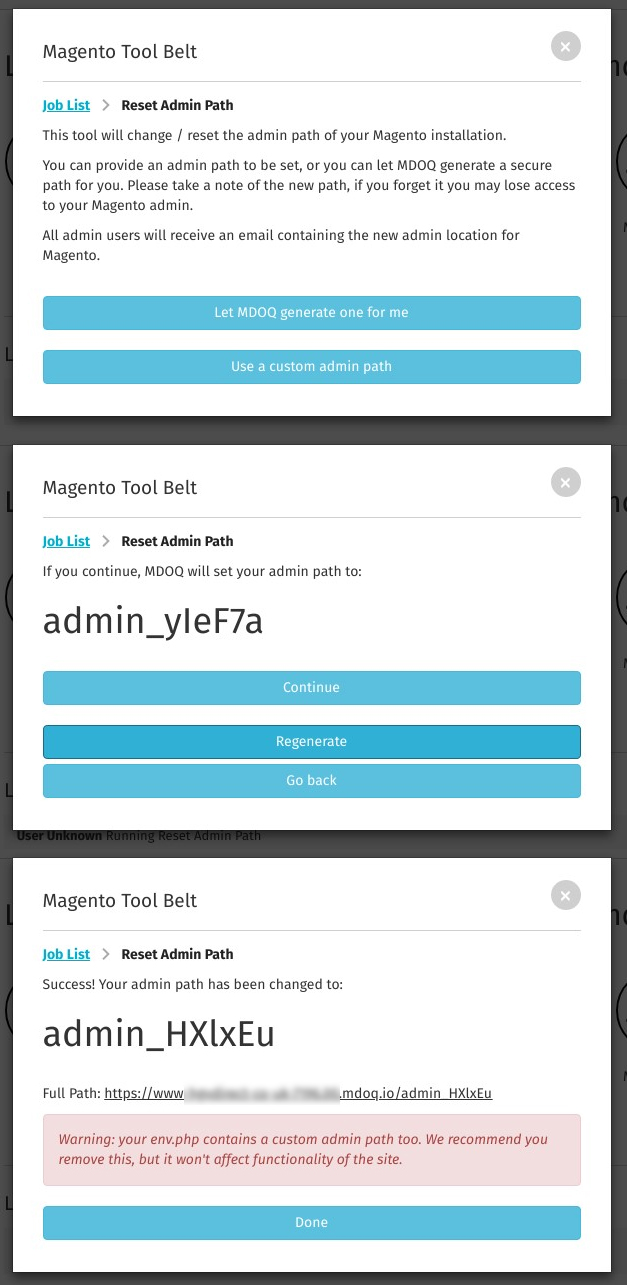 Magento Tool Belt
Job List > Reset Admin Path
This tool will change / reset the admin path of your Magento installation.
You can provide an admin path to be set, or you can let MDOQ generate a secure
path for you. Please take a note of the new path, if you forget it you may lose access
to your Magento admin.
All admin users will receive an email containing the new admin location for
Magento.
Let MDOQ generate one for me
Use a custom admin path
Magento Tool Belt
Job List > Reset Admin Path
If you continue, MDOQ will set your admin path to:
admin_yIeF7a
Continue
Regenerate
Go back
User Unknown Running Reset Admin Path
Magento Tool Belt
Job List > Reset Admin Path
Success! Your admin path has been changed to:
admin_HXlxEu
Full Path: https://www .mdoq.io/admin_HXlxEu
Warning: your env.php contains a custom admin path too. We recommend you
remove this, but it won't affect functionality of the site.
Done